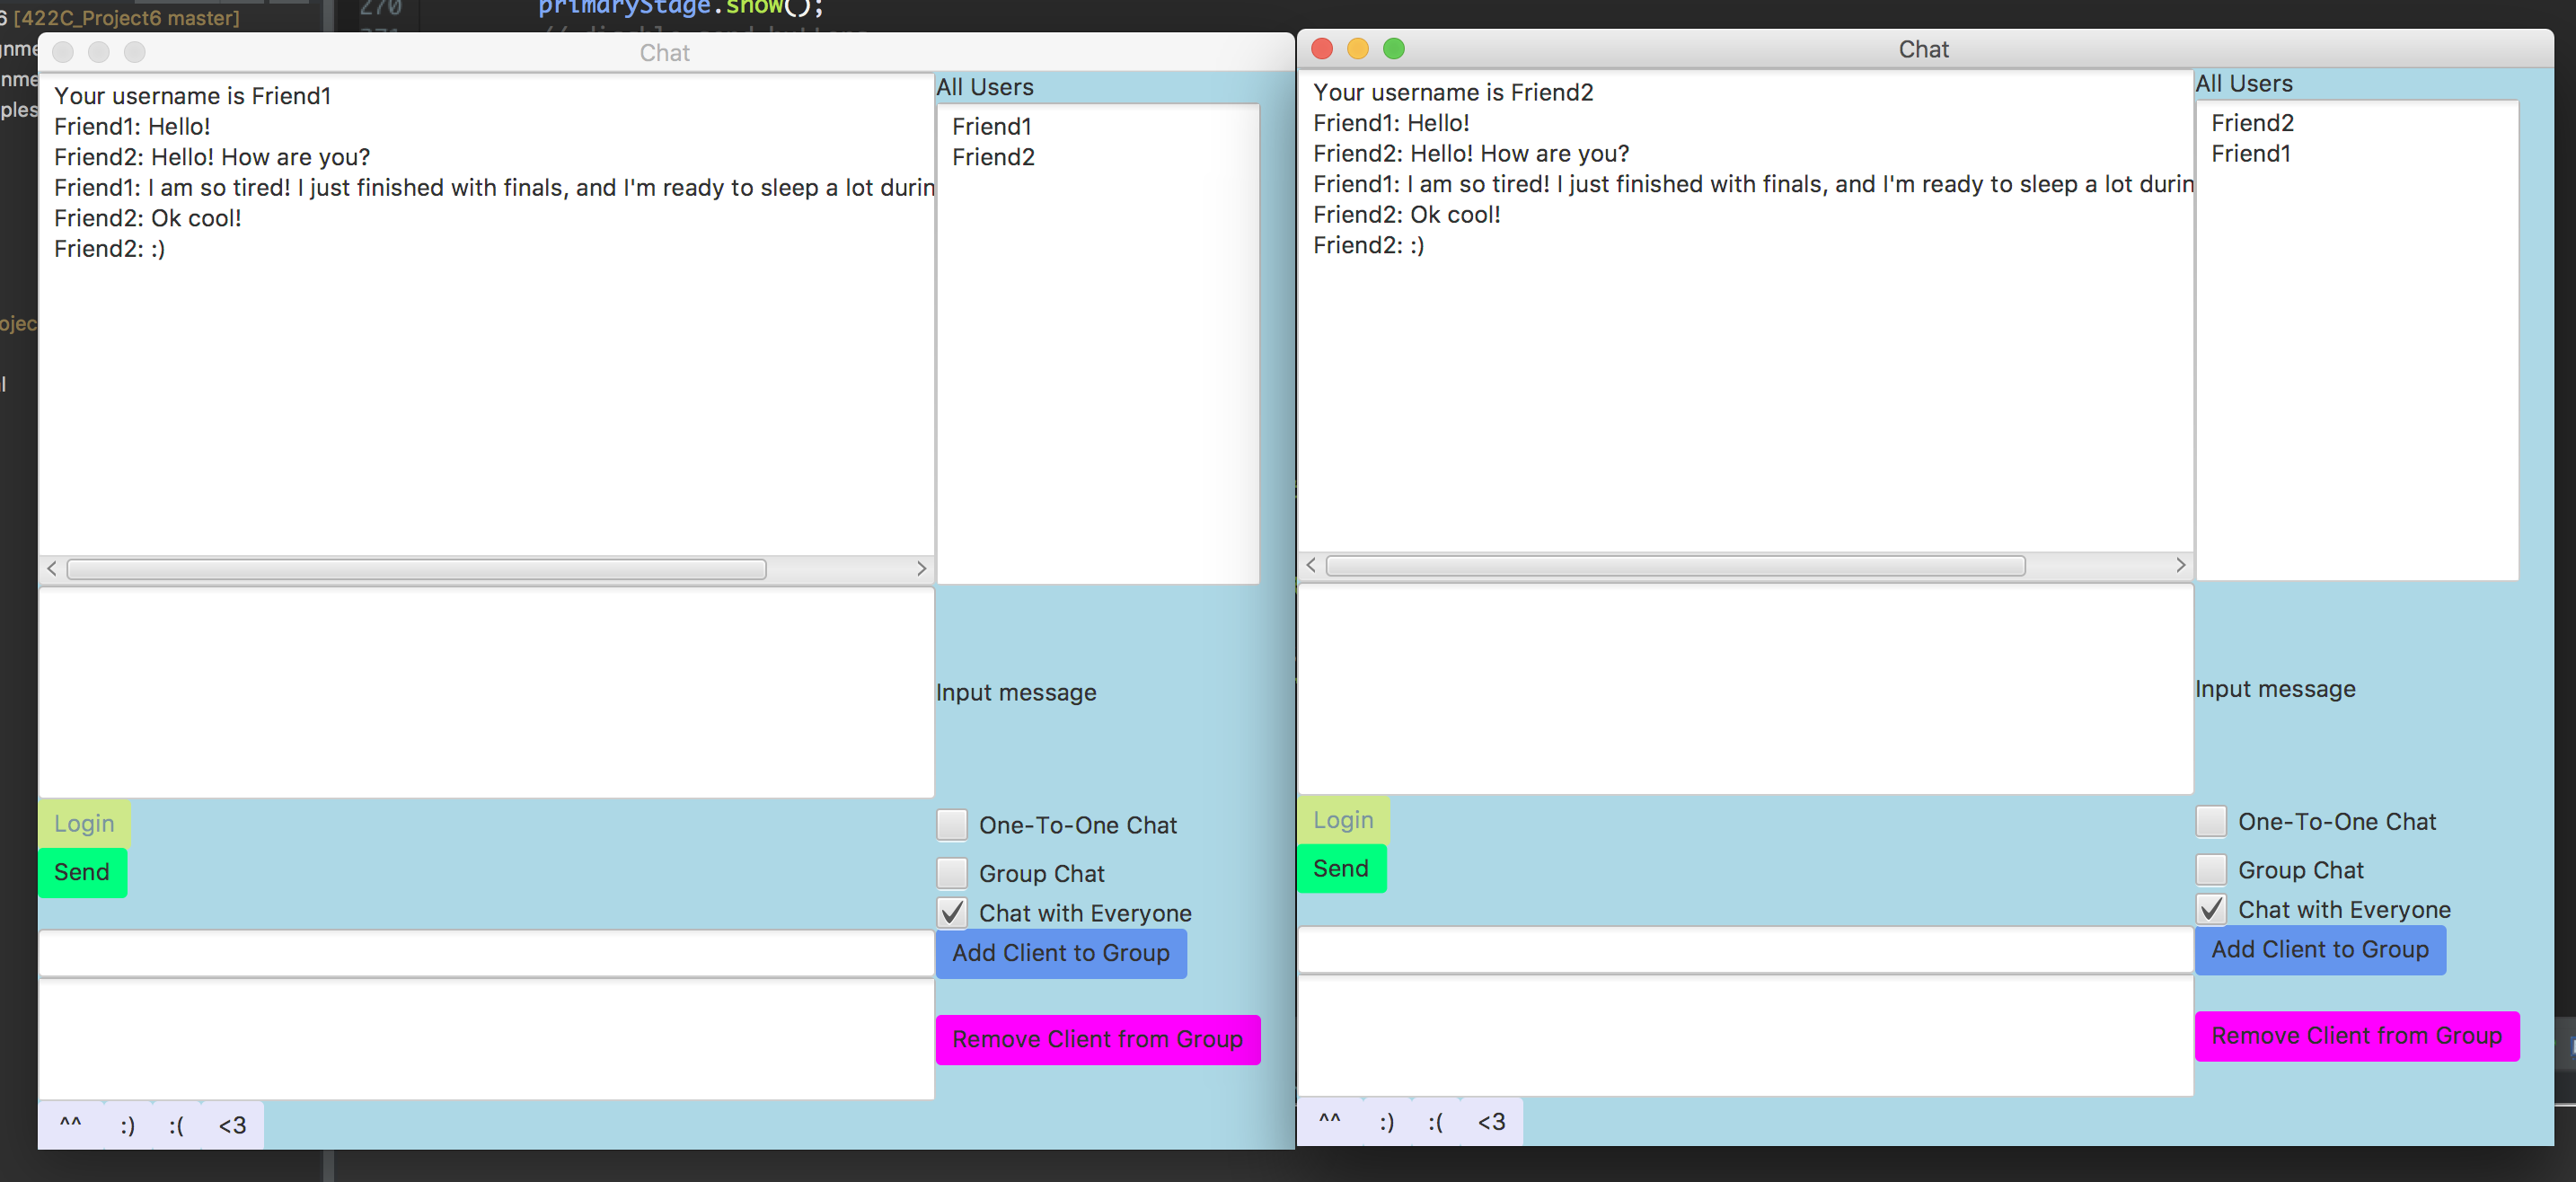 6 [422C_Project6 master]
270 primaryStage.show();
271
Chat
Your username is Friend1
Friend1: Hello!
Friend2: Hello! How are you?
Friend1: I am so tired! I just finished with finals, and I'm ready to sleep a lot durin
Friend2: Ok cool!
Friend2: :)
All Users
Friend1
Friend2
Input message
Login
Send
One-To-One Chat
Group Chat
Chat with Everyone
Add Client to Group
Remove Client from Group
^^ :) :( <3
Chat
Your username is Friend2
Friend1: Hello!
Friend2: Hello! How are you?
Friend1: I am so tired! I just finished with finals, and I'm ready to sleep a lot durin
Friend2: Ok cool!
Friend2: :)
All Users
Friend2
Friend1
Input message
Login
Send
One-To-One Chat
Group Chat
Chat with Everyone
Add Client to Group
Remove Client from Group
^^ :) :( <3